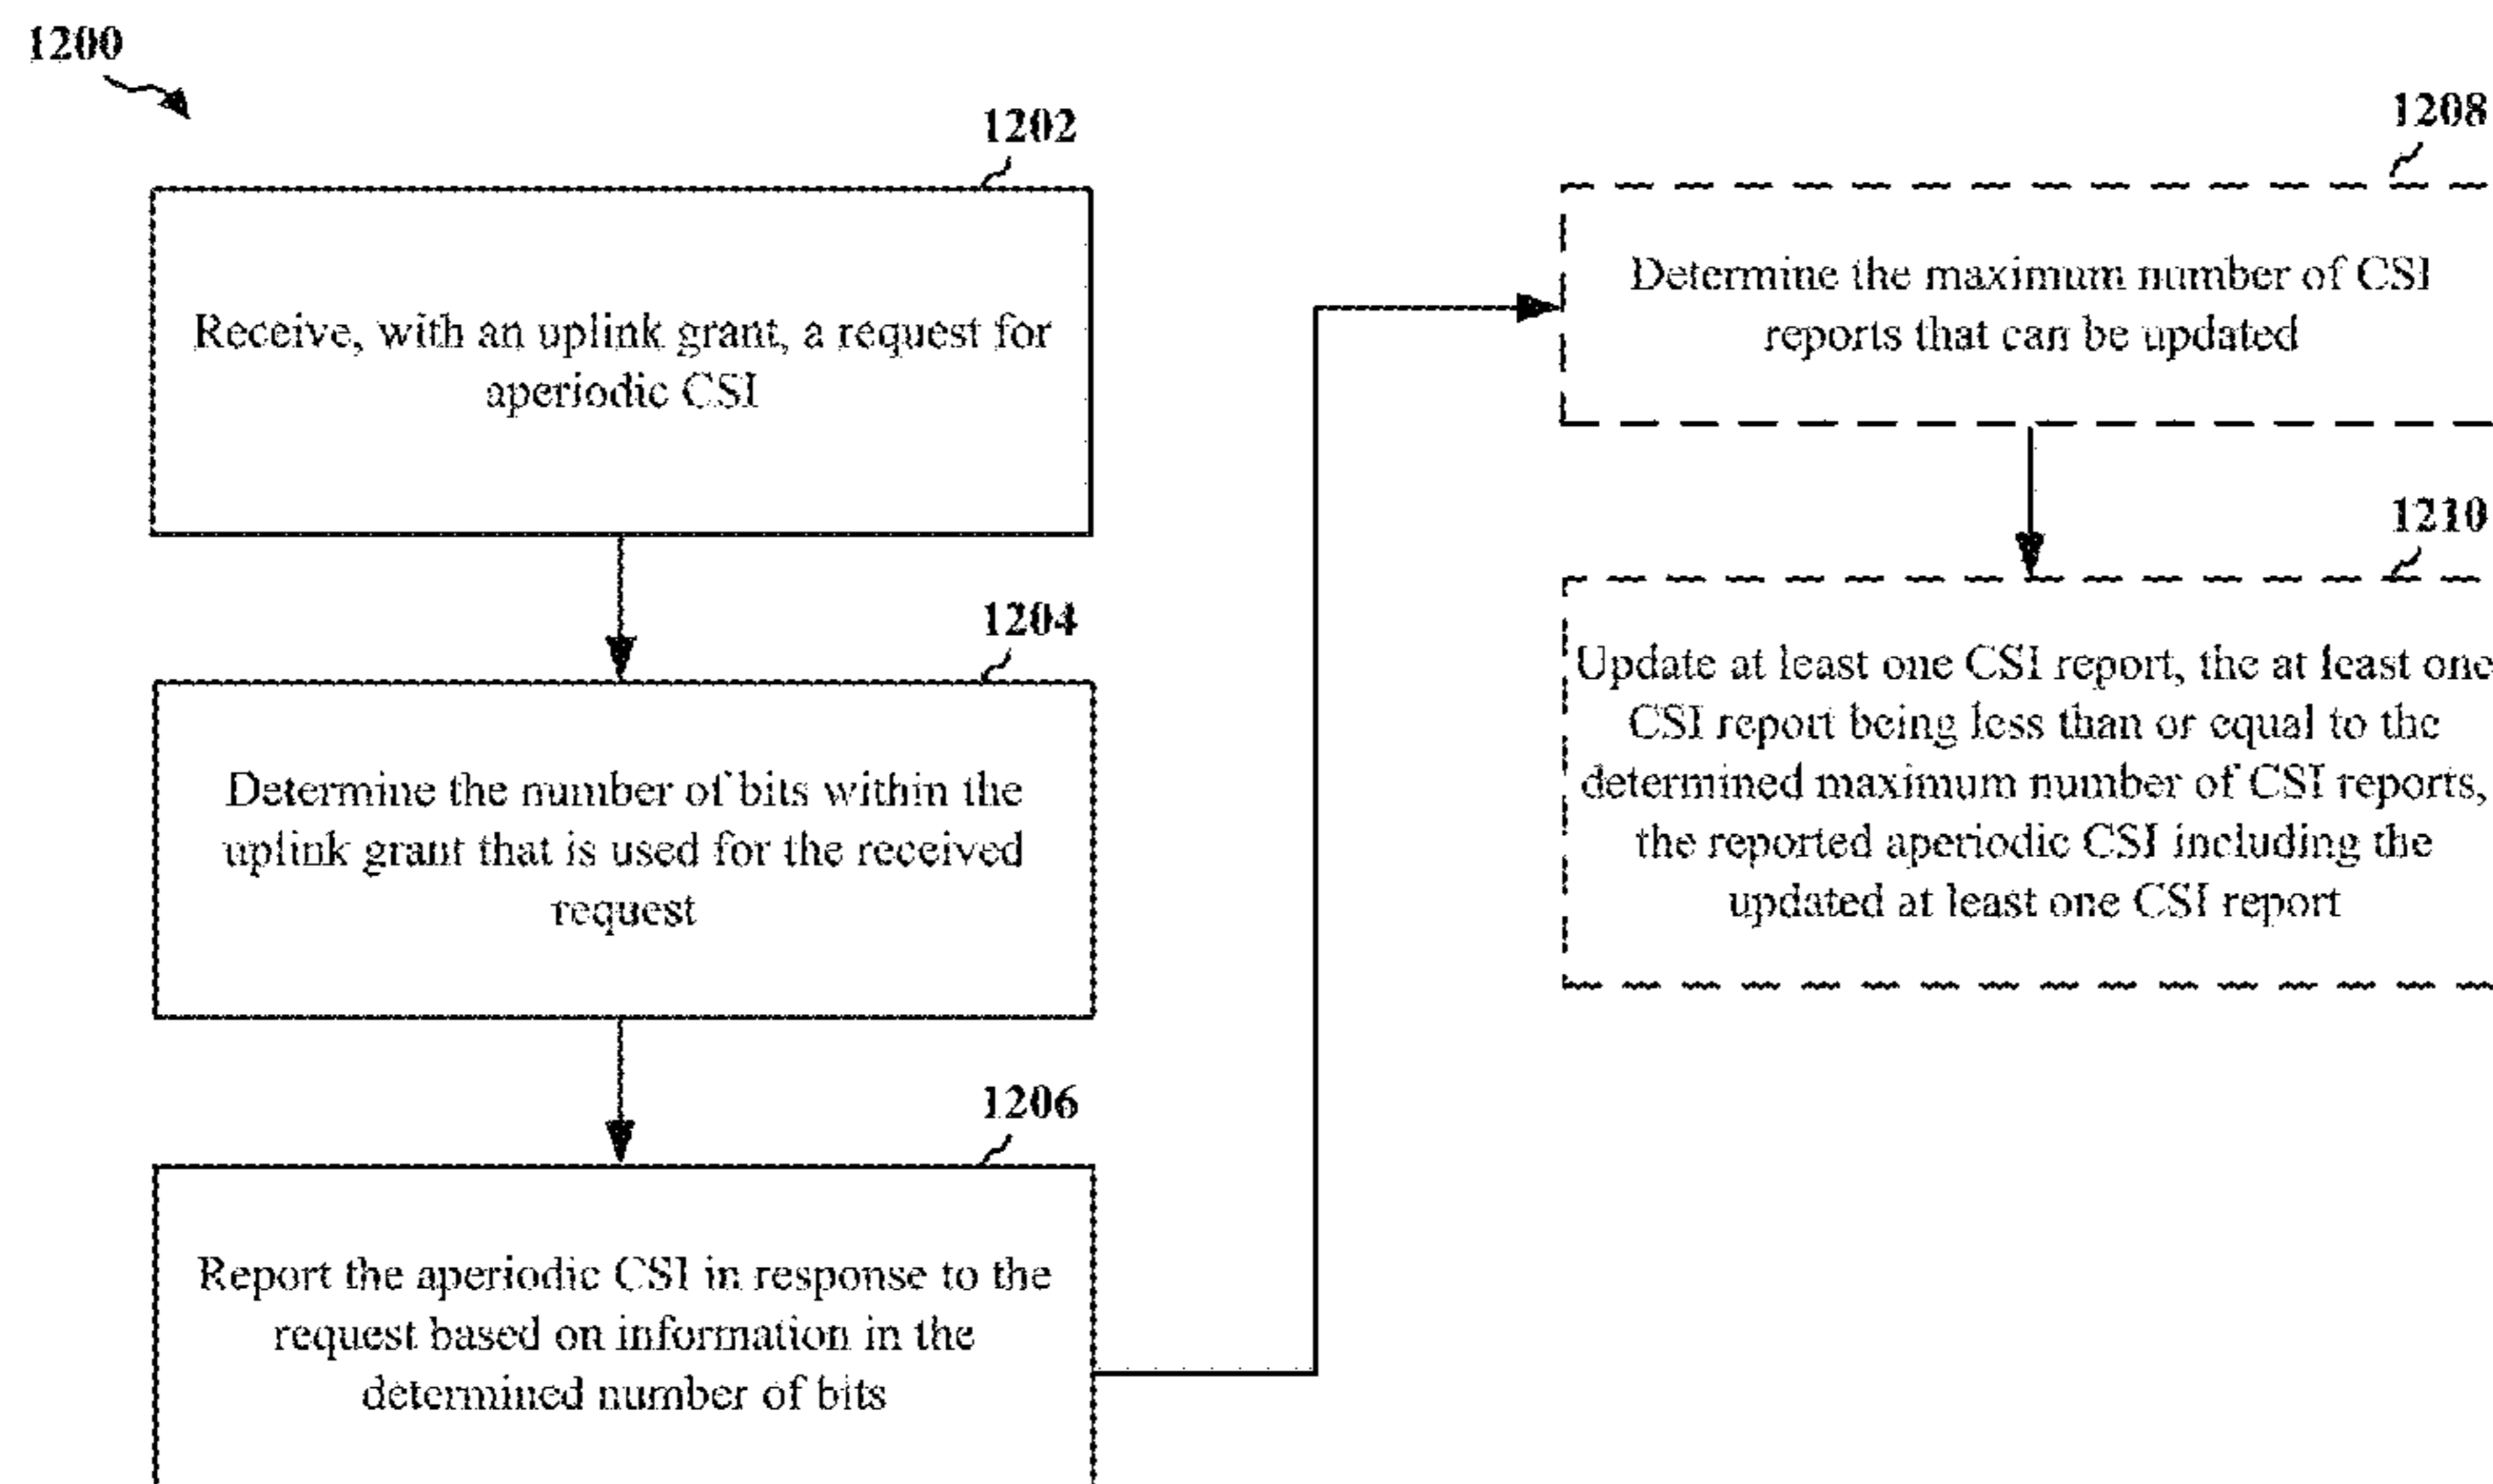 1200
1202
Receive, with an uplink grant, a request for
aperiodic CSI
1204
Determine the number of bits within the
uplink grant that is used for the received
request
1206
Report the aperiodic CSI in response to the
request based on information in the
determined number of bits
1208
Determine the maximum number of CSI
reports that can be updated
1210
Update at least one CSI report, the at least one
CSI report being less than or equal to the
determined maximum number of CSI reports,
the reported aperiodic CSI including the
updated at least one CSI report